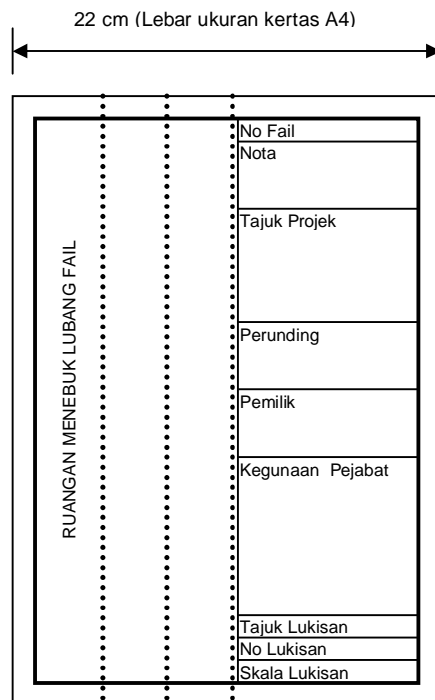 22 cm (Lebar ukuran kertas A4)
No Fail
Nota
Tajuk Projek
Perunding
Pemilik
Kegunaan Pejabat
Tajuk Lukisan
No Lukisan
Skala Lukisan
RUANGAN MENEBUK LUBANG FAIL